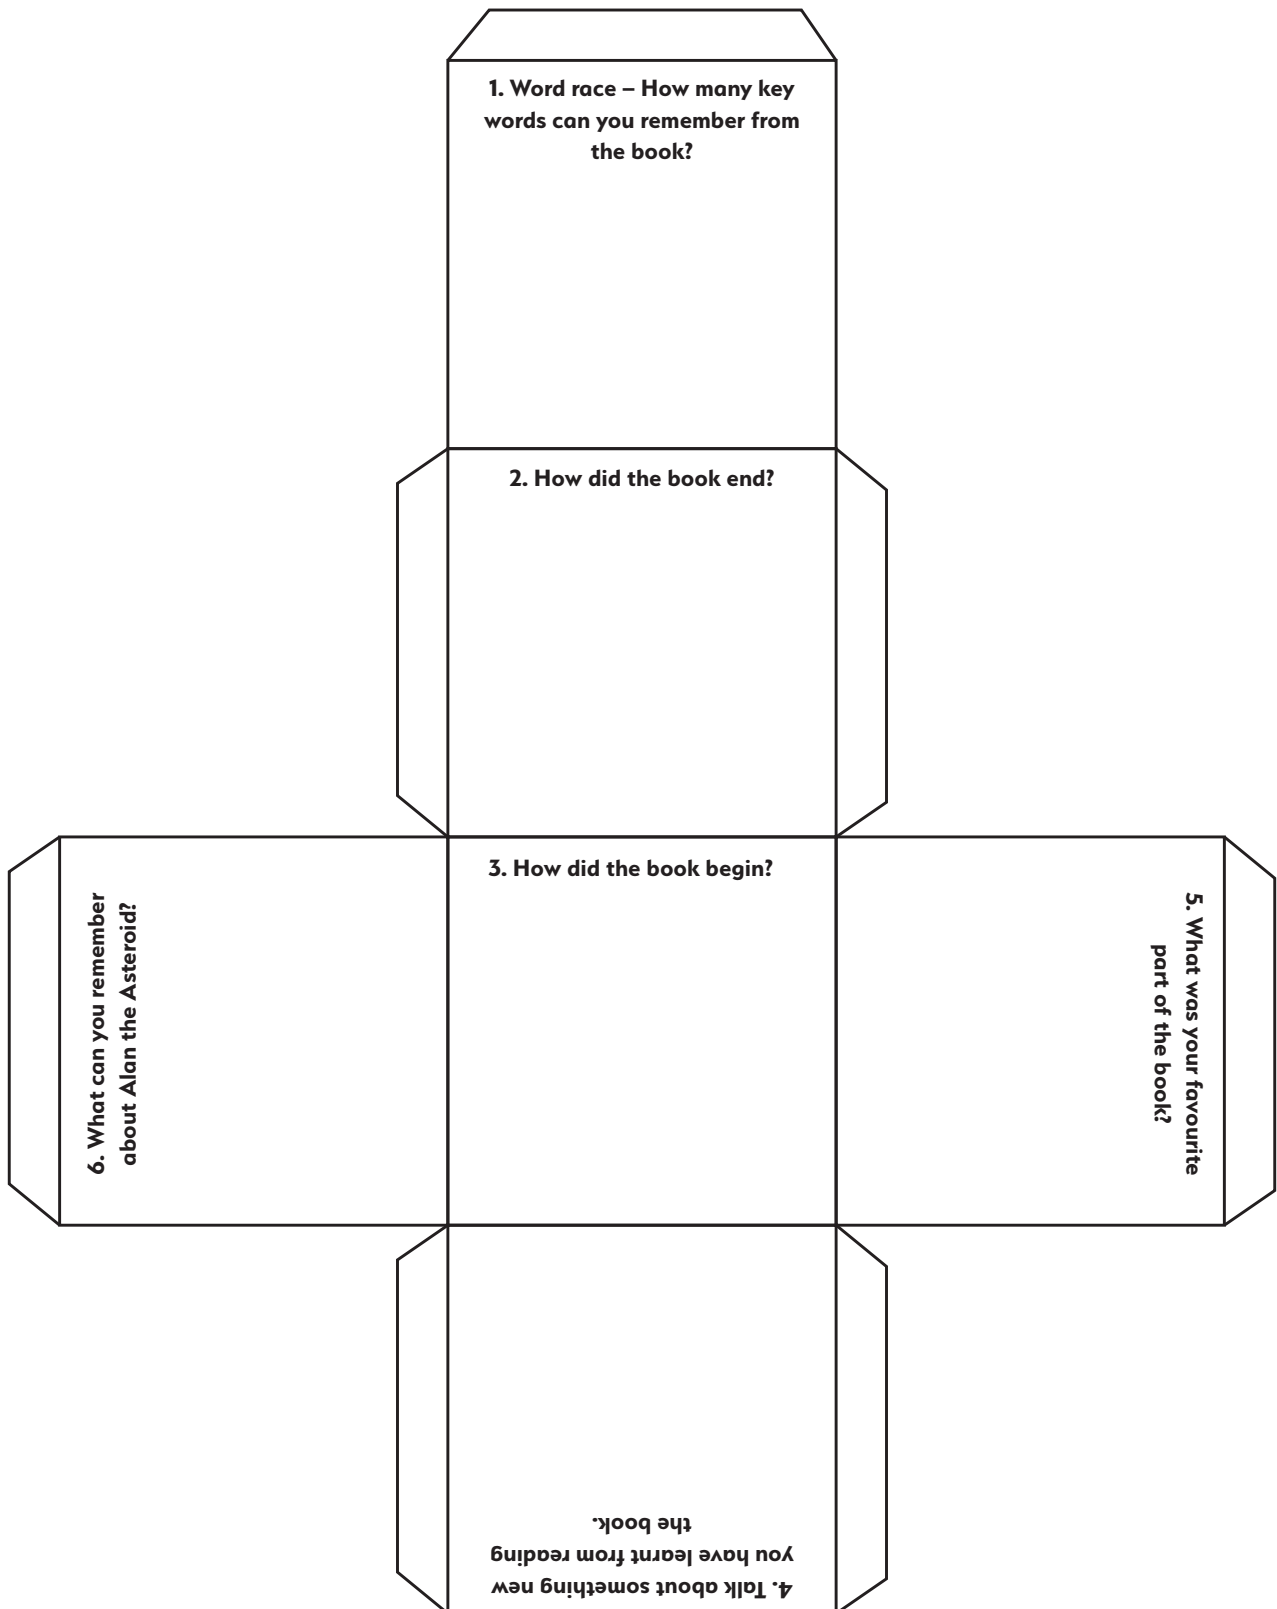 1. Word race – How many key
words can you remember from
the book?
2. How did the book end?
3. How did the book begin?
6. What can you remember
about Alan the Asteroid?
5. What was your favourite
part of the book?
4. Talk about something new
you have learnt from reading
the book.